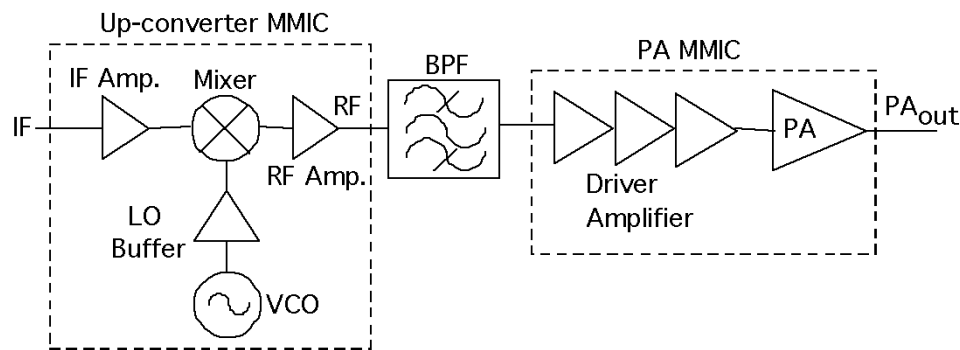 Up-converter MMIC
PA MMIC
IF Amp.
Mixer
BPF
IF
RF
PA
PAout
RF Amp.
LO
Buffer
Driver
Amplifier
VCO